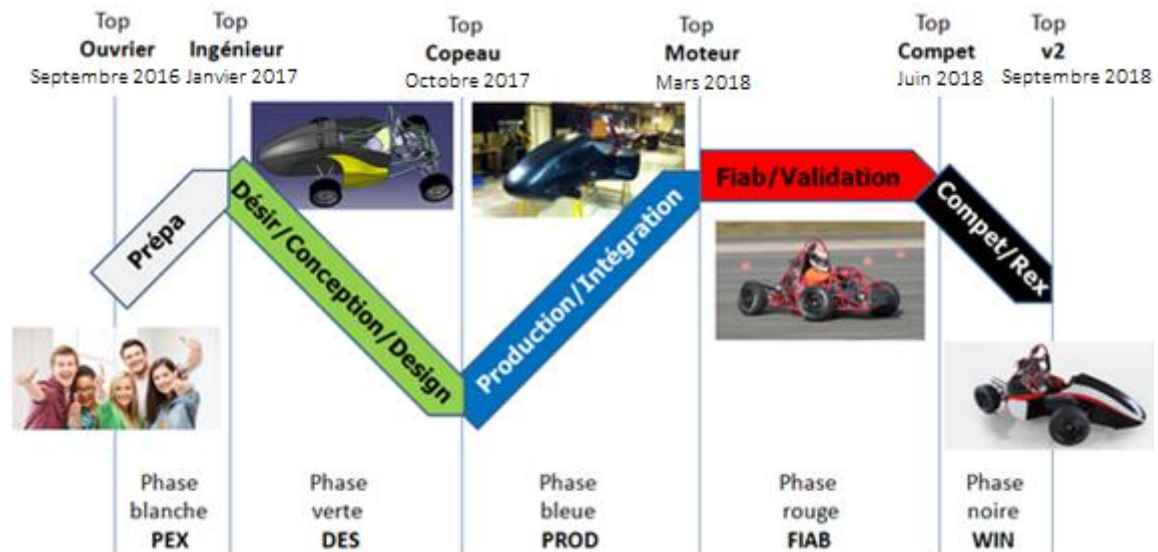 Top
Ouvrier
Septembre 2016
Top
Ingénieur
Janvier 2017
Top
Copeau
Octobre 2017
Top
Moteur
Mars 2018
Top
Compet
Juin 2018
Top
v2
Septembre 2018
Prépa
Désir/Conception/Design
Production/Intégration
Fiab/Validation
Compet/Rex
Phase
blanche
PEX
Phase
verte
DES
Phase
bleue
PROD
Phase
rouge
FIAB
Phase
noire
WIN